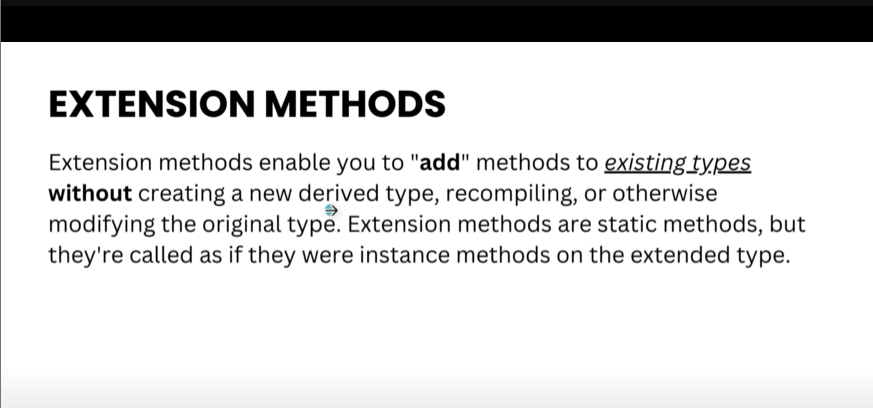 EXTENSION METHODS
Extension methods enable you to "add" methods to existing types
without creating a new derived type, recompiling, or otherwise
modifying the original type. Extension methods are static methods, but
they're called as if they were instance methods on the extended type.